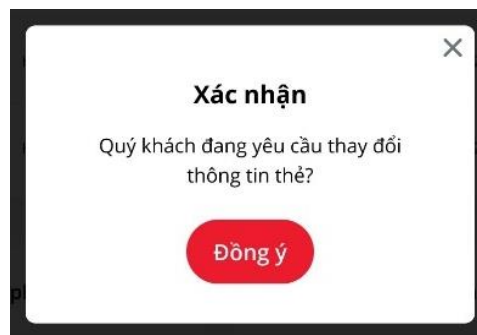 Xác nhận
Quý khách đang yêu cầu thay đổi
thông tin thẻ?
Đồng ý